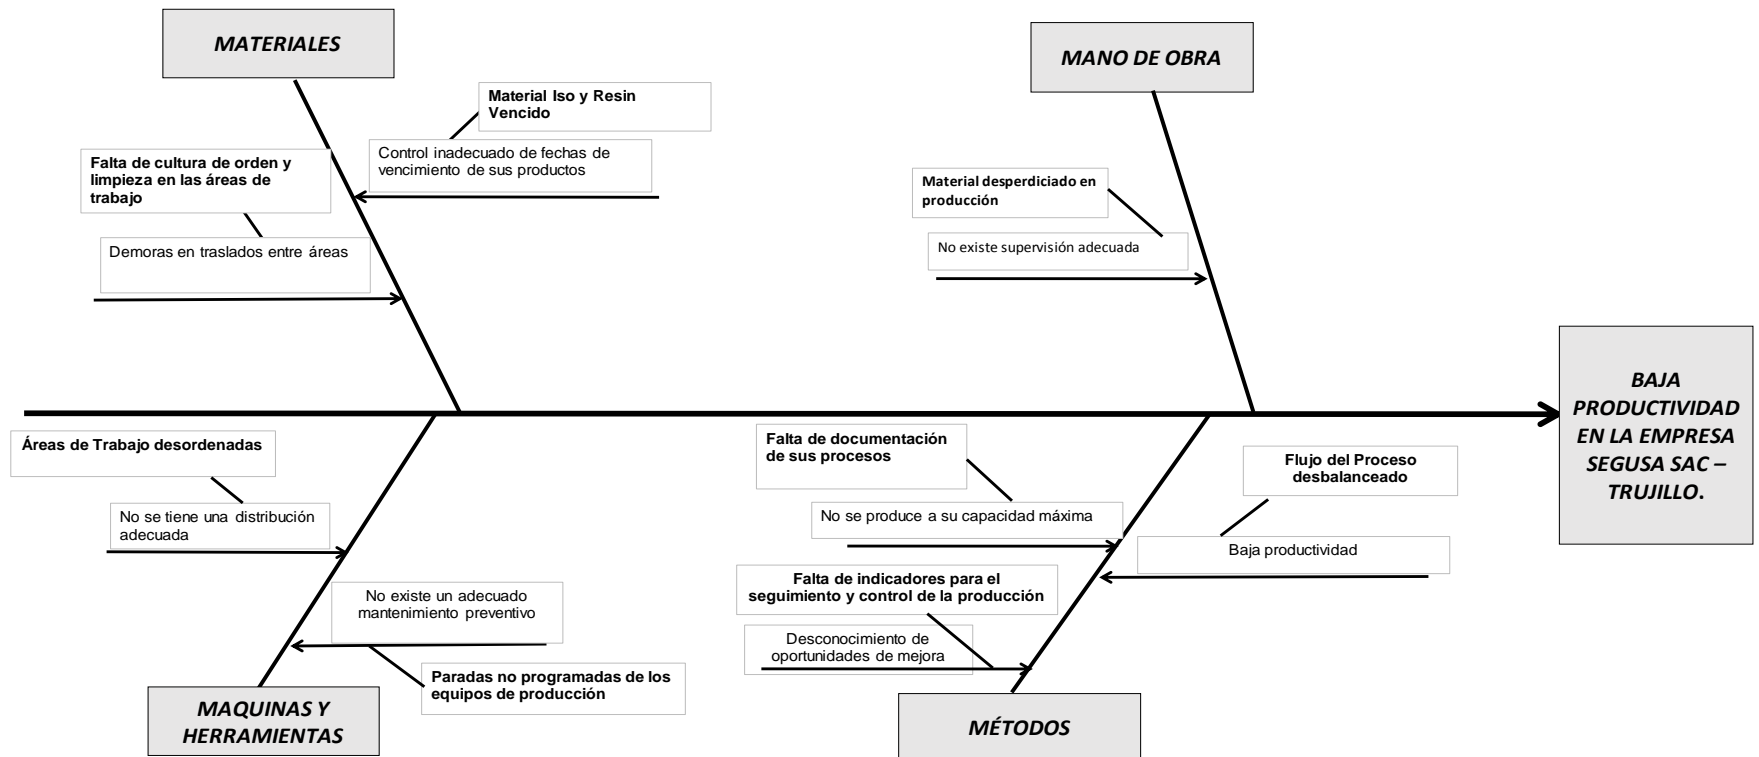 MATERIALES
MANO DE OBRA
Material Iso y Resin
Vencido
Control inadecuado de fechas de
vencimiento de sus productos
Falta de cultura de orden y
limpieza en las áreas de
trabajo
Demoras en traslados entre áreas
Material desperdiciado en
producción
No existe supervisión adecuada
BAJA
PRODUCTIVIDAD
EN LA EMPRESA
SEGUSA SAC –
TRUJILLO.
Áreas de Trabajo desordenadas
No se tiene una distribución
adecuada
No existe un adecuado
mantenimiento preventivo
Paradas no programadas de los
equipos de producción
Falta de documentación
de sus procesos
No se produce a su capacidad máxima
Flujo del Proceso
desbalanceado
Baja productividad
Falta de indicadores para el
seguimiento y control de la producción
Desconocimiento de
oportunidades de mejora
MAQUINAS Y
HERRAMIENTAS
MÉTODOS